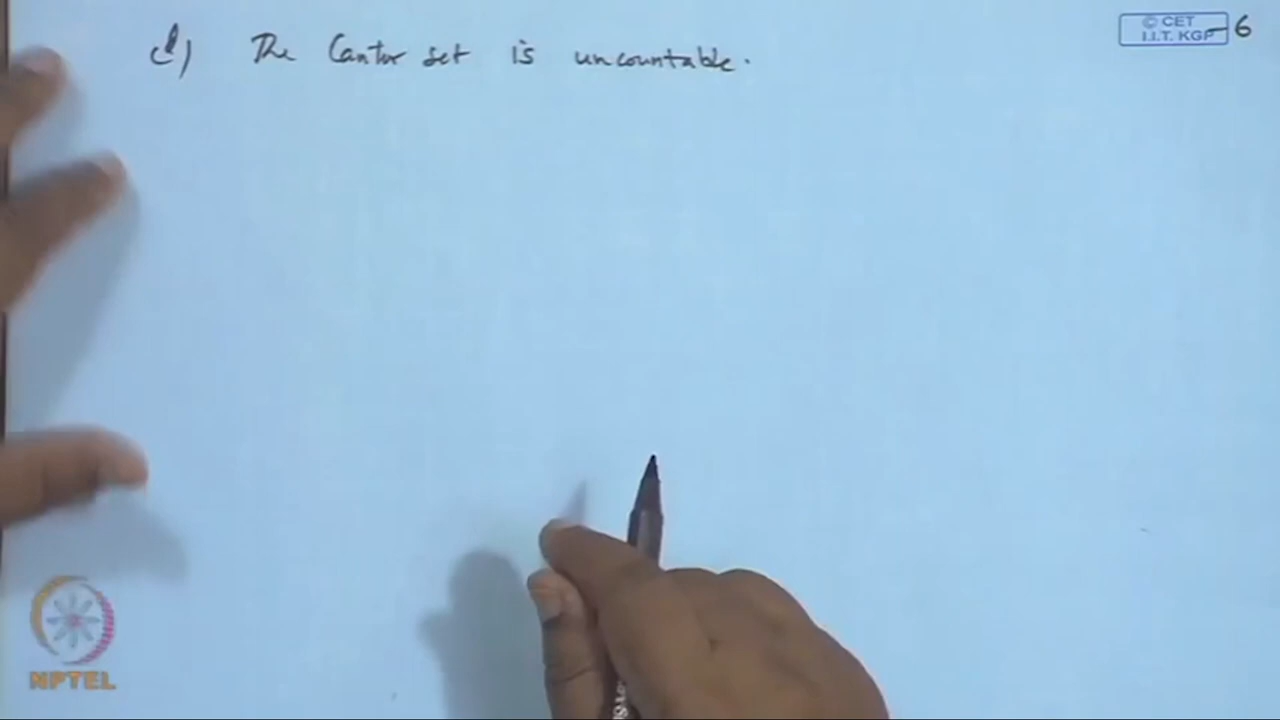 d) The Cantor set is uncountable.
© CET
I.I.T. KGP
-6
NPTEL